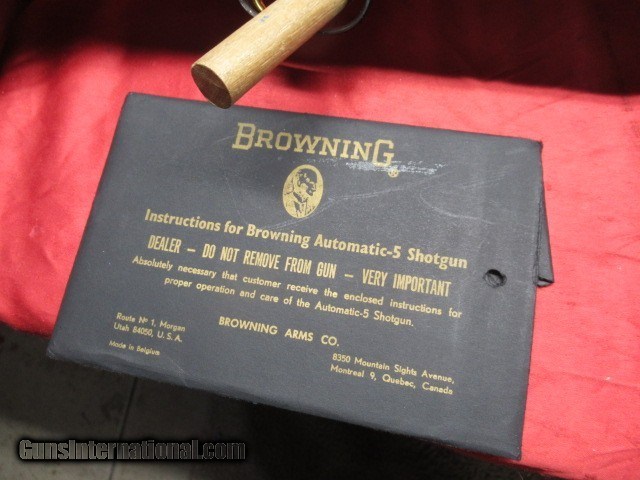 BROWNING
®
Instructions for Browning Automatic-5 Shotgun
DEALER — DO NOT REMOVE FROM GUN — VERY IMPORTANT
Absolutely necessary that customer receive the enclosed instructions for
proper operation and care of the Automatic-5 Shotgun.
BROWNING ARMS CO.
Route Nº 1, Morgan
Utah 84050, U.S.A.
Made in Belgium
8350 Mountain Sights Avenue,
Montreal 9, Quebec, Canada
GunsInternational.com